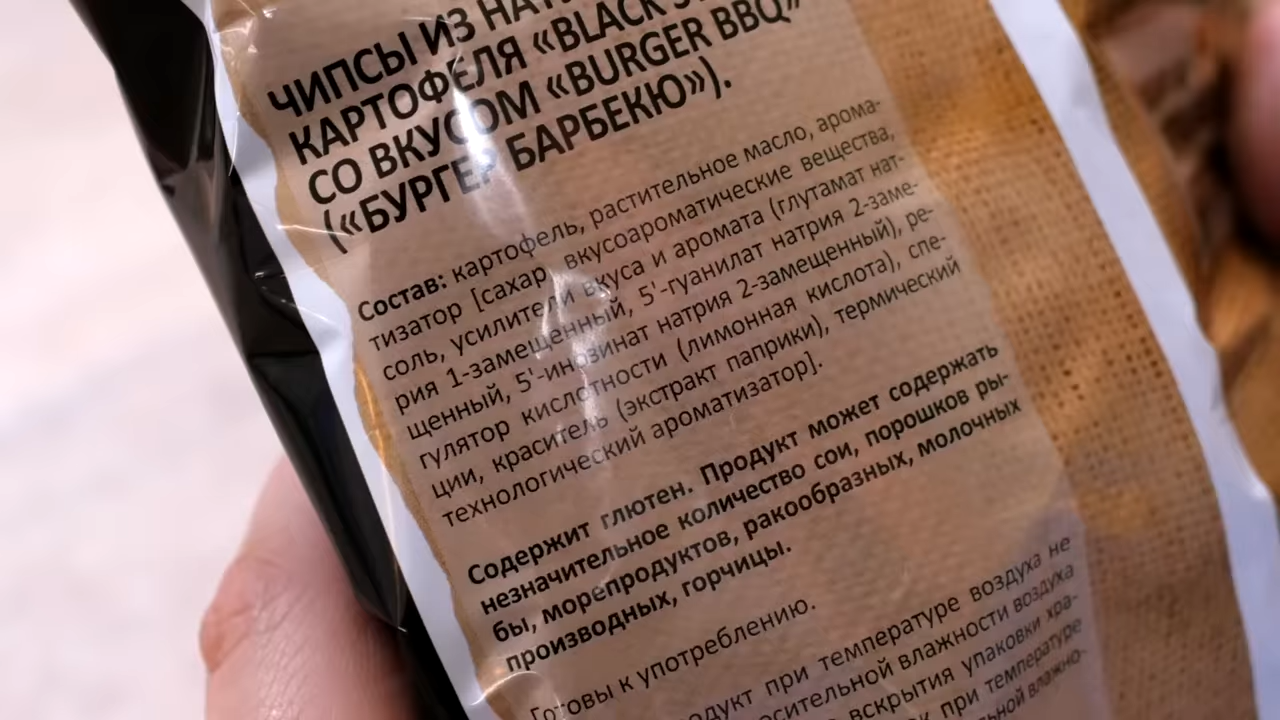 ЧИПСЫ ИЗ
КАРТОФЕЛЯ «BLACK
СО ВКУСОМ «BURGER BBQ»
(«БУРГЕР БАРБЕКЮ»).
Состав: картофель, растительное масло, арома-
тизатор [сахар, вкусоароматические вещества,
соль, усилители вкуса и аромата (глутамат нат-
рия 1-замещенный, 5'-гуанилат натрия 2-заме-
щенный, 5'-инозинат натрия 2-замещенный), ре-
гулятор кислотности (лимонная кислота), спе-
ции, краситель (экстракт паприки), термический
технологический ароматизатор].
Содержит глютен. Продукт может содержать
незначительное количество сои, порошков ры-
бы, морепродуктов, ракообразных, молочных
производных, горчицы.
Готовы к употреблению.
при температуре воздуха не
влажности воздуха
вскрытия упаковки хра-
при температуре